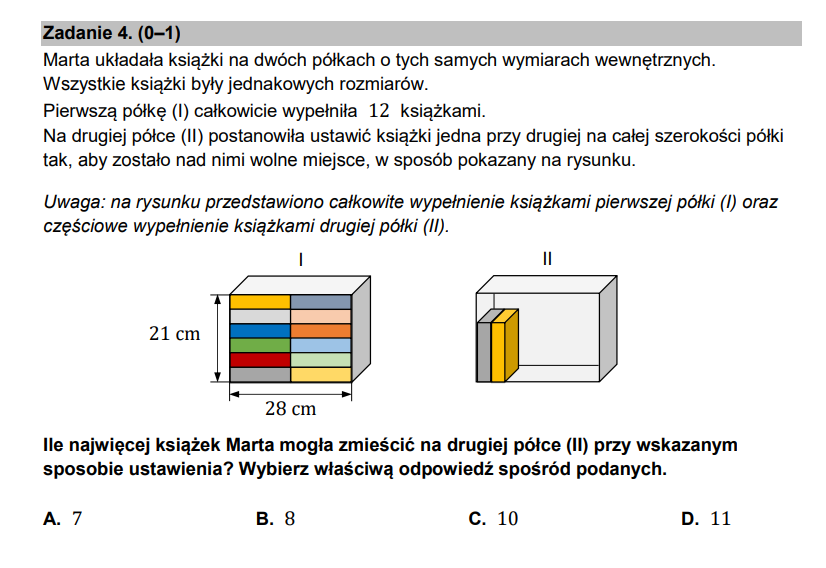 Zadanie 4. (0–1)
Marta układała książki na dwóch półkach o tych samych wymiarach wewnętrznych.
Wszystkie książki były jednakowych rozmiarów.
Pierwszą półkę (I) całkowicie wypełniła 12 książkami.
Na drugiej półce (II) postanowiła ustawić książki jedna przy drugiej na całej szerokości półki
tak, aby zostało nad nimi wolne miejsce, w sposób pokazany na rysunku.
Uwaga: na rysunku przedstawiono całkowite wypełnienie książkami pierwszej półki (I) oraz
częściowe wypełnienie książkami drugiej półki (II).
I
II
21 cm
28 cm
Ile najwięcej książek Marta mogła zmieścić na drugiej półce (II) przy wskazanym
sposobie ustawienia? Wybierz właściwą odpowiedź spośród podanych.
A. 7 B. 8 C. 10 D. 11